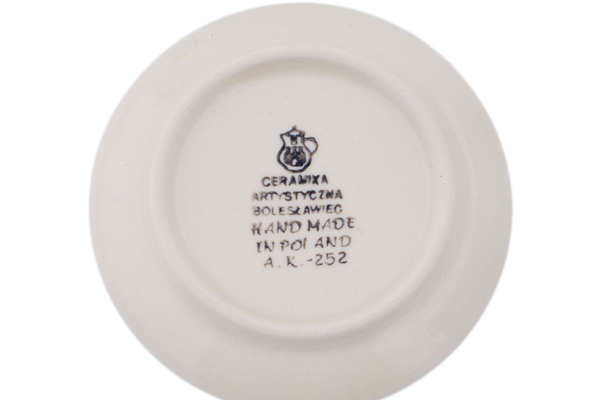 CERAMIKA
ARTYSTYCZNA
BOLESŁAWIEC
HAND MADE
IN POLAND
A.K.-252